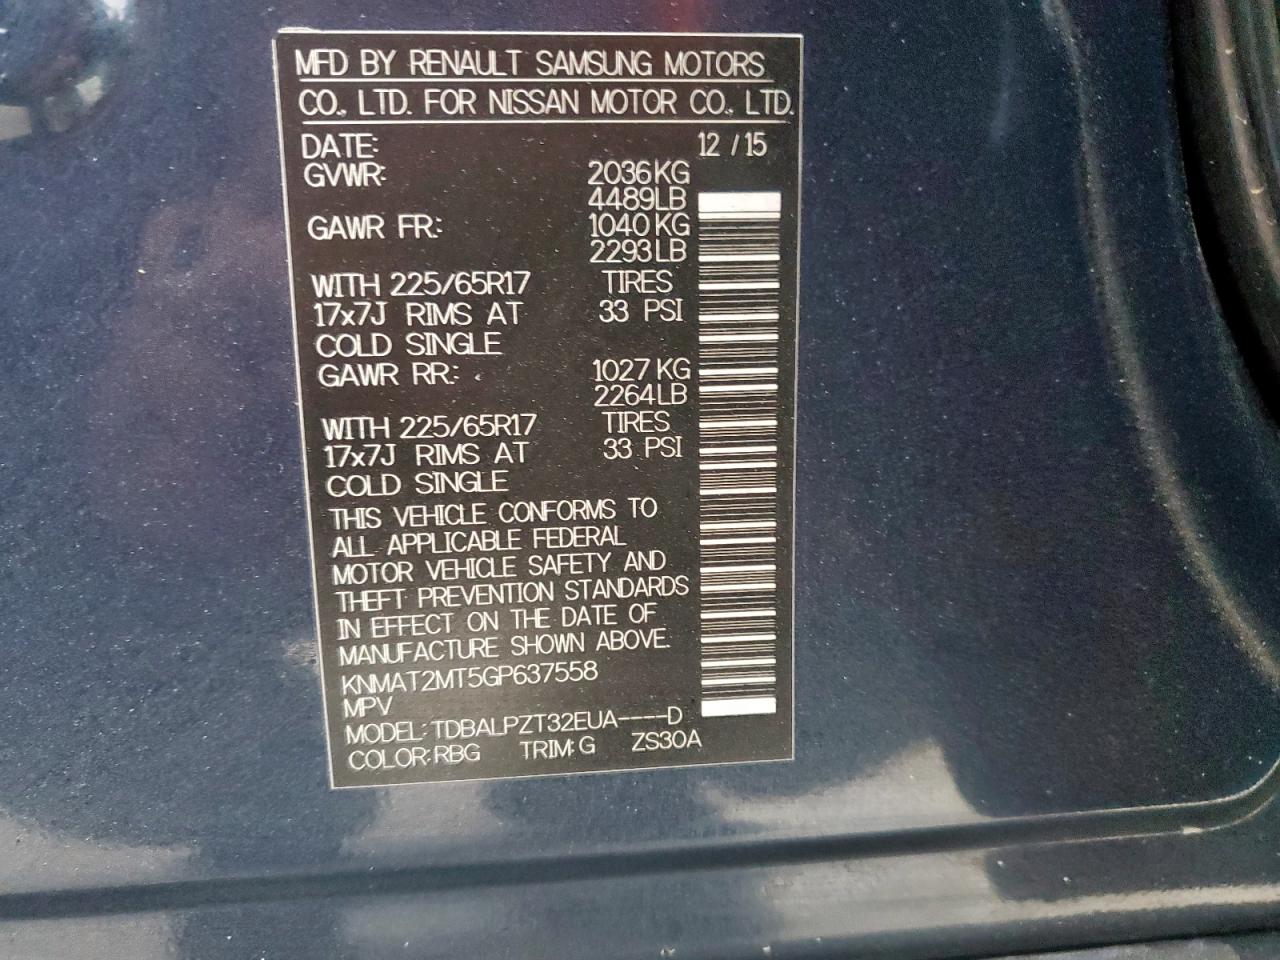 MFD BY RENAULT SAMSUNG MOTORS
CO., LTD. FOR NISSAN MOTOR CO., LTD.
DATE: 12 / 15
GVWR: 2036KG
4489LB
GAWR FR: 1040KG
2293LB
WITH 225/65R17 TIRES
17x7J RIMS AT 33 PSI
COLD SINGLE
GAWR RR: 1027KG
2264LB
WITH 225/65R17 TIRES
17x7J RIMS AT 33 PSI
COLD SINGLE
THIS VEHICLE CONFORMS TO
ALL APPLICABLE FEDERAL
MOTOR VEHICLE SAFETY AND
THEFT PREVENTION STANDARDS
IN EFFECT ON THE DATE OF
MANUFACTURE SHOWN ABOVE.
KNMAT2MT5GP637558
MPV
MODEL: TDBALPZT32EUA----D
COLOR: RBG TRIM: G ZS30A